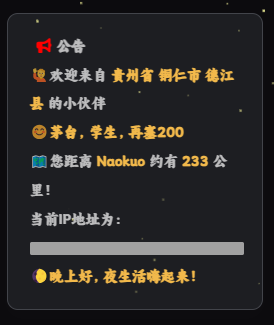 公告
欢迎来自 贵州省 铜仁市 德江
县 的小伙伴
茅台，学生，再塞200
您距离 Naokuo 约有 233 公
里！
当前IP地址为：
晚上好，夜生活嗨起来！